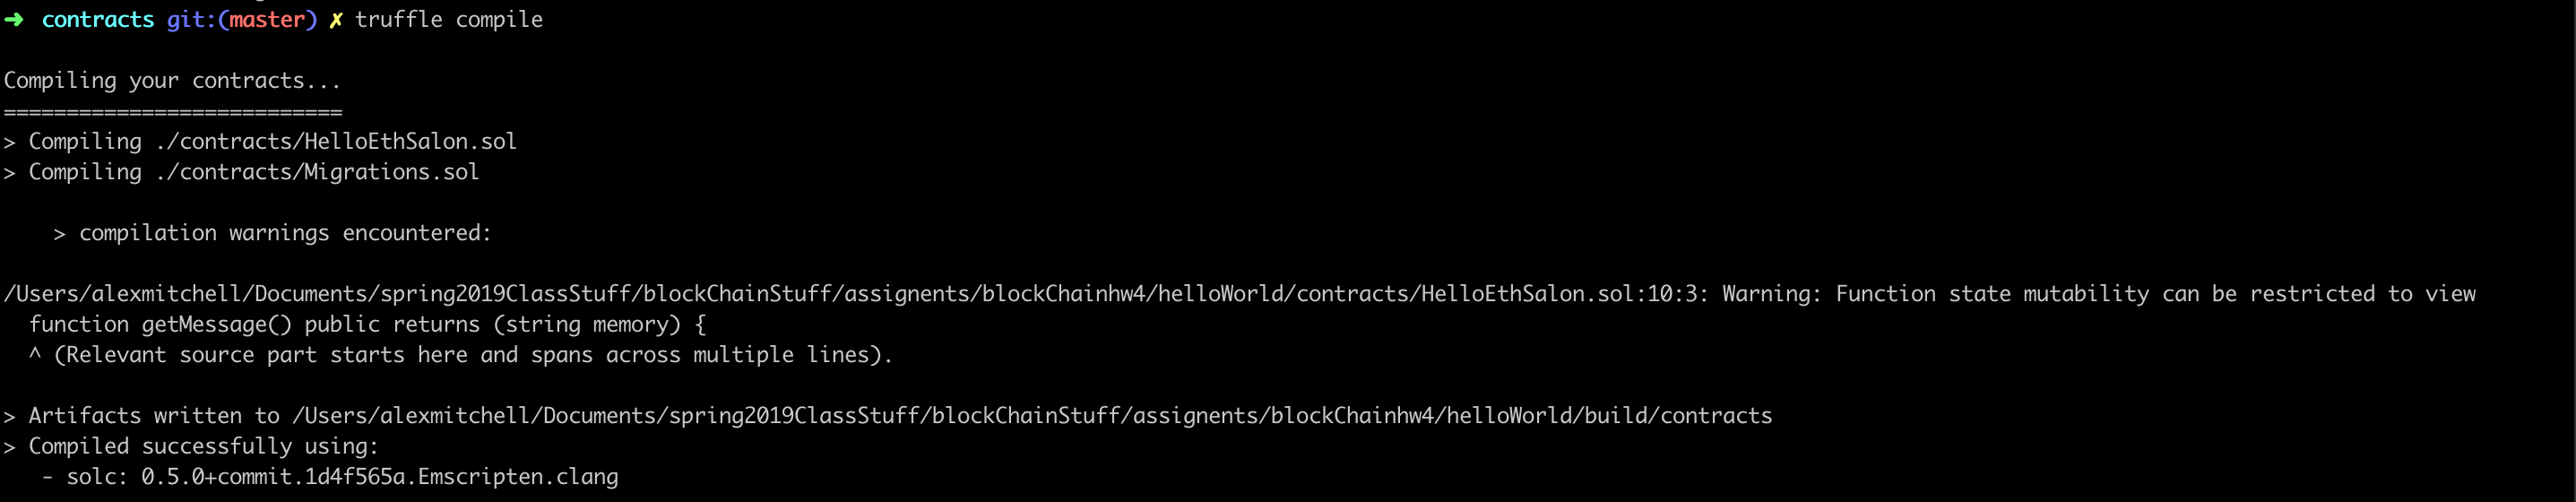 ➜  contracts git:(master) ✗ truffle compile
Compiling your contracts...
===========================
> Compiling ./contracts/HelloEthSalon.sol
> Compiling ./contracts/Migrations.sol
    > compilation warnings encountered:
/Users/alexmitchell/Documents/spring2019ClassStuff/blockChainStuff/assignents/blockChainhw4/helloWorld/contracts/HelloEthSalon.sol:10:3: Warning: Function state mutability can be restricted to view
  function getMessage() public returns (string memory) {
  ^ (Relevant source part starts here and spans across multiple lines).
> Artifacts written to /Users/alexmitchell/Documents/spring2019ClassStuff/blockChainStuff/assignents/blockChainhw4/helloWorld/build/contracts
> Compiled successfully using:
   - solc: 0.5.0+commit.1d4f565a.Emscripten.clang